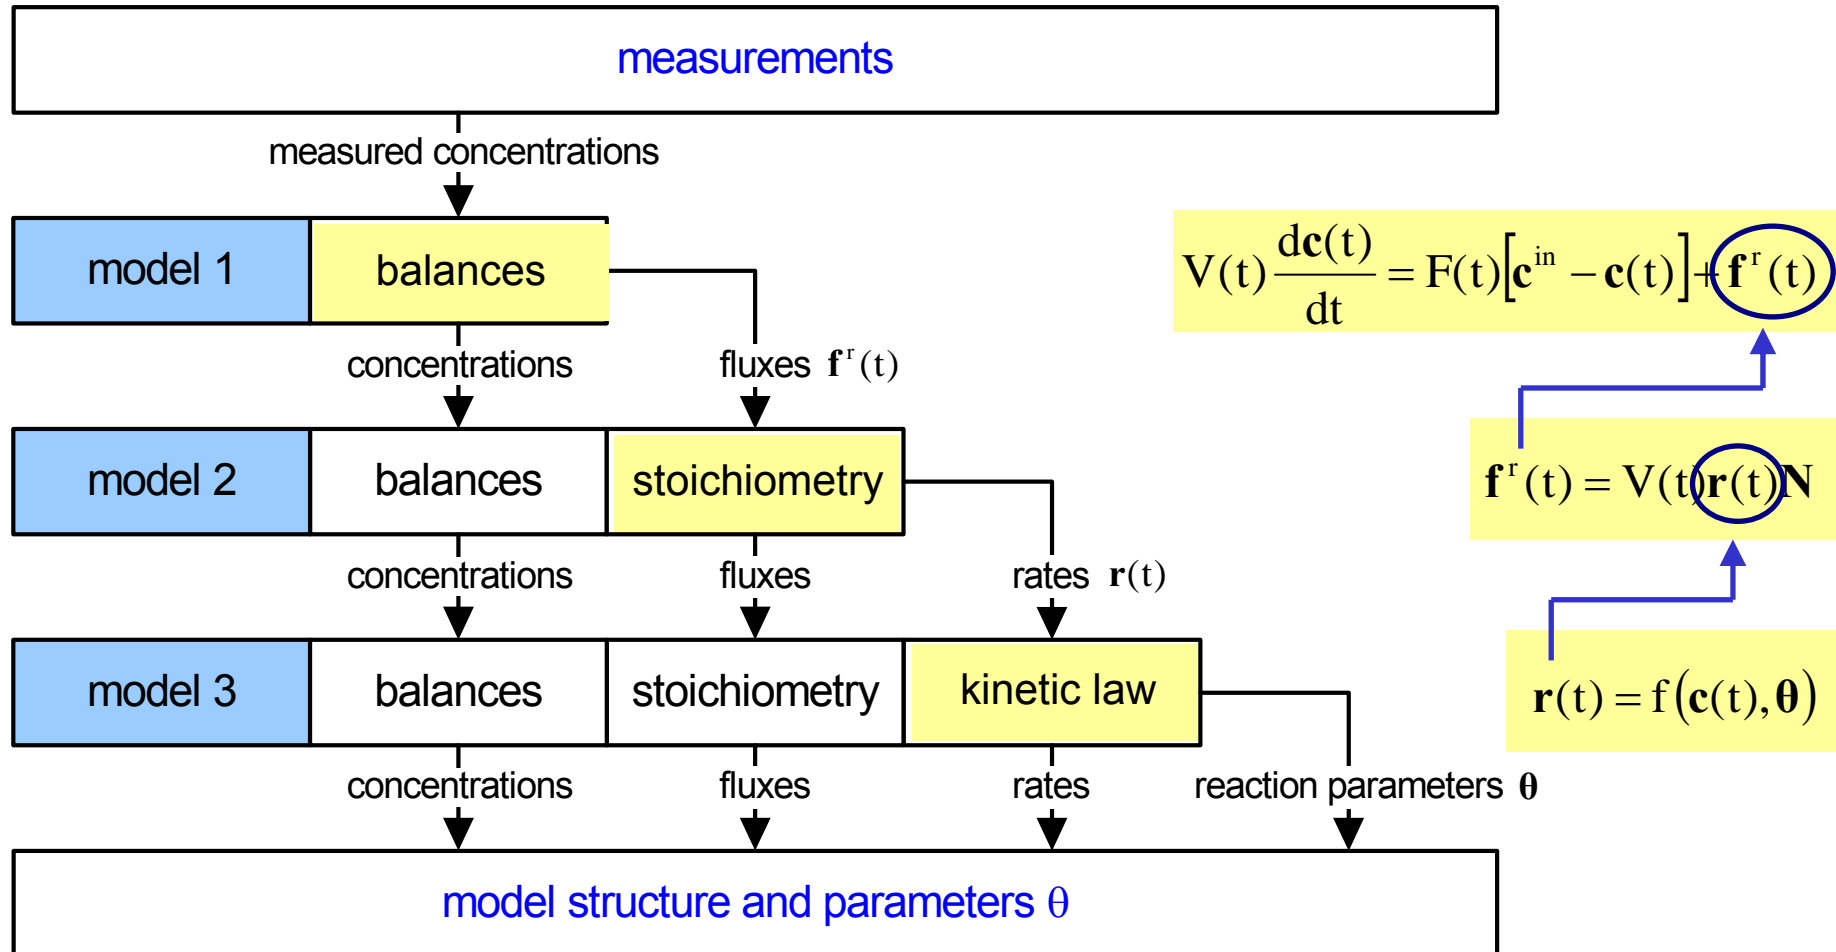 measurements
measured concentrations
model 1 balances
V(t) dc(t)/dt = F(t)[c^in − c(t)] + f^r(t)
concentrations fluxes f^r(t)
model 2 balances stoichiometry
f^r(t) = V(t)r(t)N
concentrations fluxes rates r(t)
model 3 balances stoichiometry kinetic law
r(t) = f(c(t), θ)
concentrations fluxes rates reaction parameters θ
model structure and parameters θ